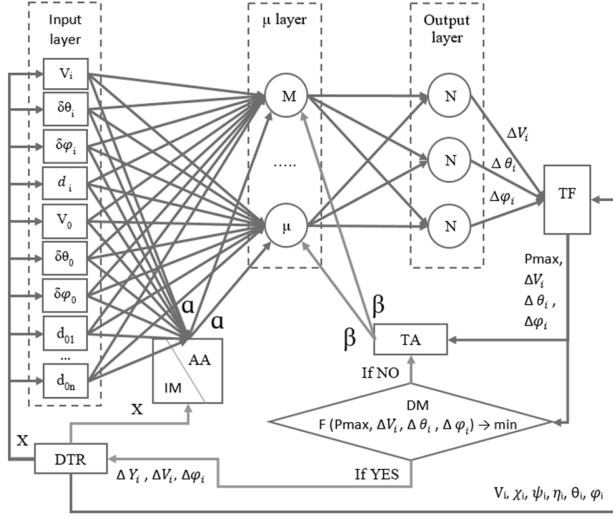 Input
layer
μ layer
Output
layer
Vᵢ
δθᵢ
δφᵢ
dᵢ
V₀
δθ₀
δφ₀
d₀₁
...
d₀ₙ
M
.....
μ
N
N
N
ΔVᵢ
Δ θᵢ
Δφᵢ
TF
Pmax,
ΔVᵢ
Δ θᵢ ,
Δφᵢ
α
α
β
β
AA
IM
TA
If NO
DM
F (Pmax, ΔVᵢ, Δ θᵢ , Δ φᵢ) → min
If YES
X
X
DTR
Δ Yᵢ , ΔVᵢ, Δφᵢ
Vᵢ, χᵢ, ψᵢ, ηᵢ, θᵢ, φᵢ